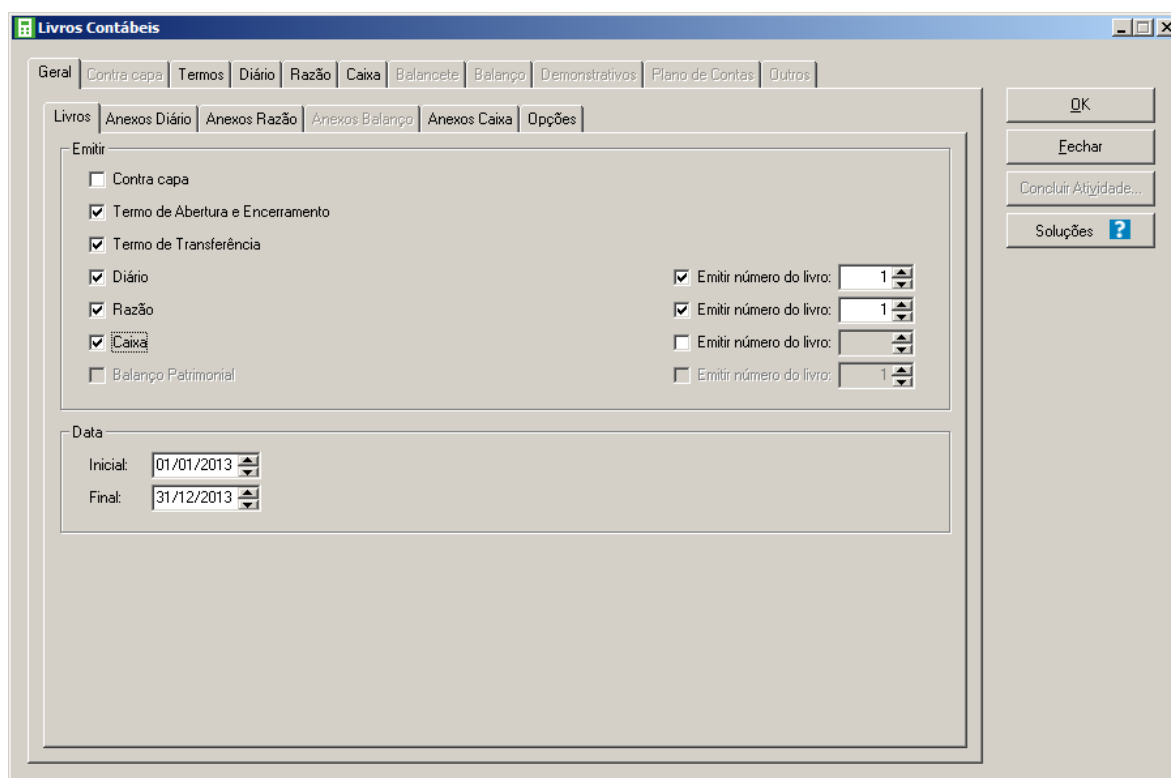 Livros Contábeis
Geral Contra capa Termos Diário Razão Caixa Balancete Balanço Demonstrativos Plano de Contas Outros
Livros Anexos Diário Anexos Razão Anexos Balanço Anexos Caixa Opções
OK
Fechar
Concluir Atividade...
Soluções ?
Emitir
Contra capa
Termo de Abertura e Encerramento
Termo de Transferência
Diário Emitir número do livro: 1
Razão Emitir número do livro: 1
Caixa Emitir número do livro:
Balanço Patrimonial Emitir número do livro: 1
Data
Inicial: 01/01/2013
Final: 31/12/2013